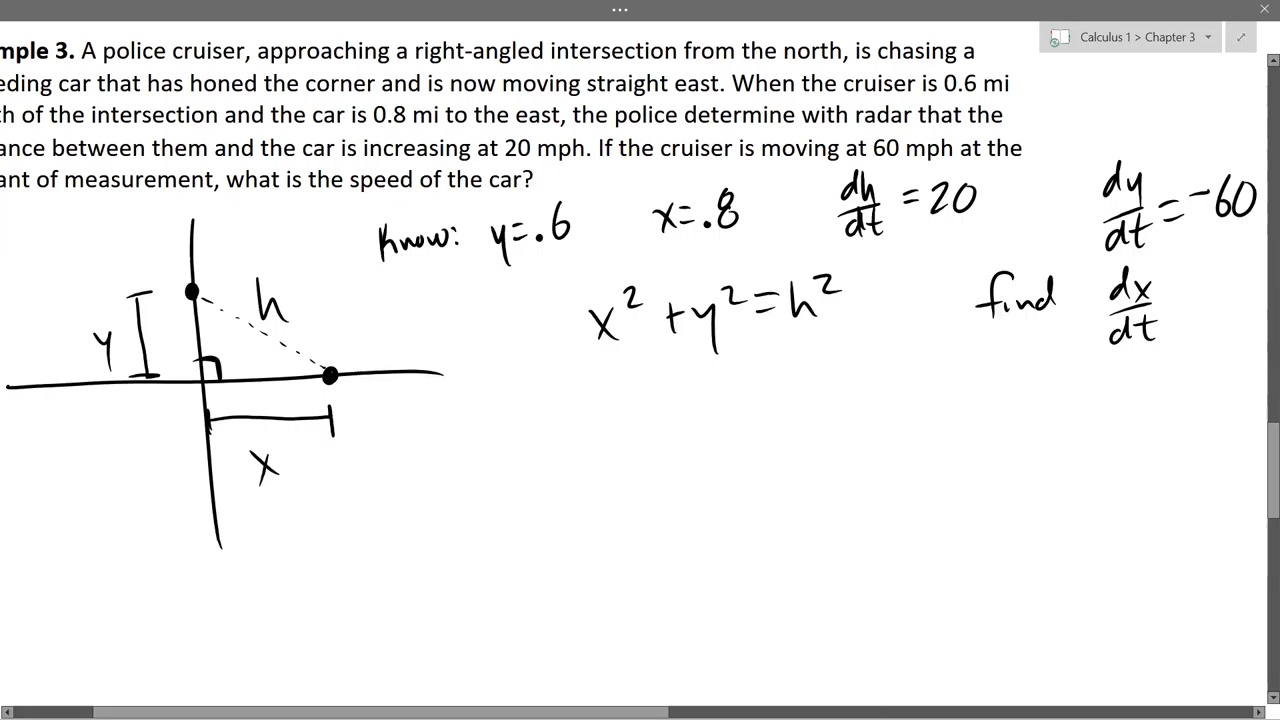 Calculus 1 > Chapter 3
mple 3. A police cruiser, approaching a right-angled intersection from the north, is chasing a
eding car that has honed the corner and is now moving straight east. When the cruiser is 0.6 mi
h of the intersection and the car is 0.8 mi to the east, the police determine with radar that the
ance between them and the car is increasing at 20 mph. If the cruiser is moving at 60 mph at the
ant of measurement, what is the speed of the car?
Know: y=.6 x=.8 dh/dt = 20 dy/dt = -60
x² + y² = h² find dx/dt
h
y
x